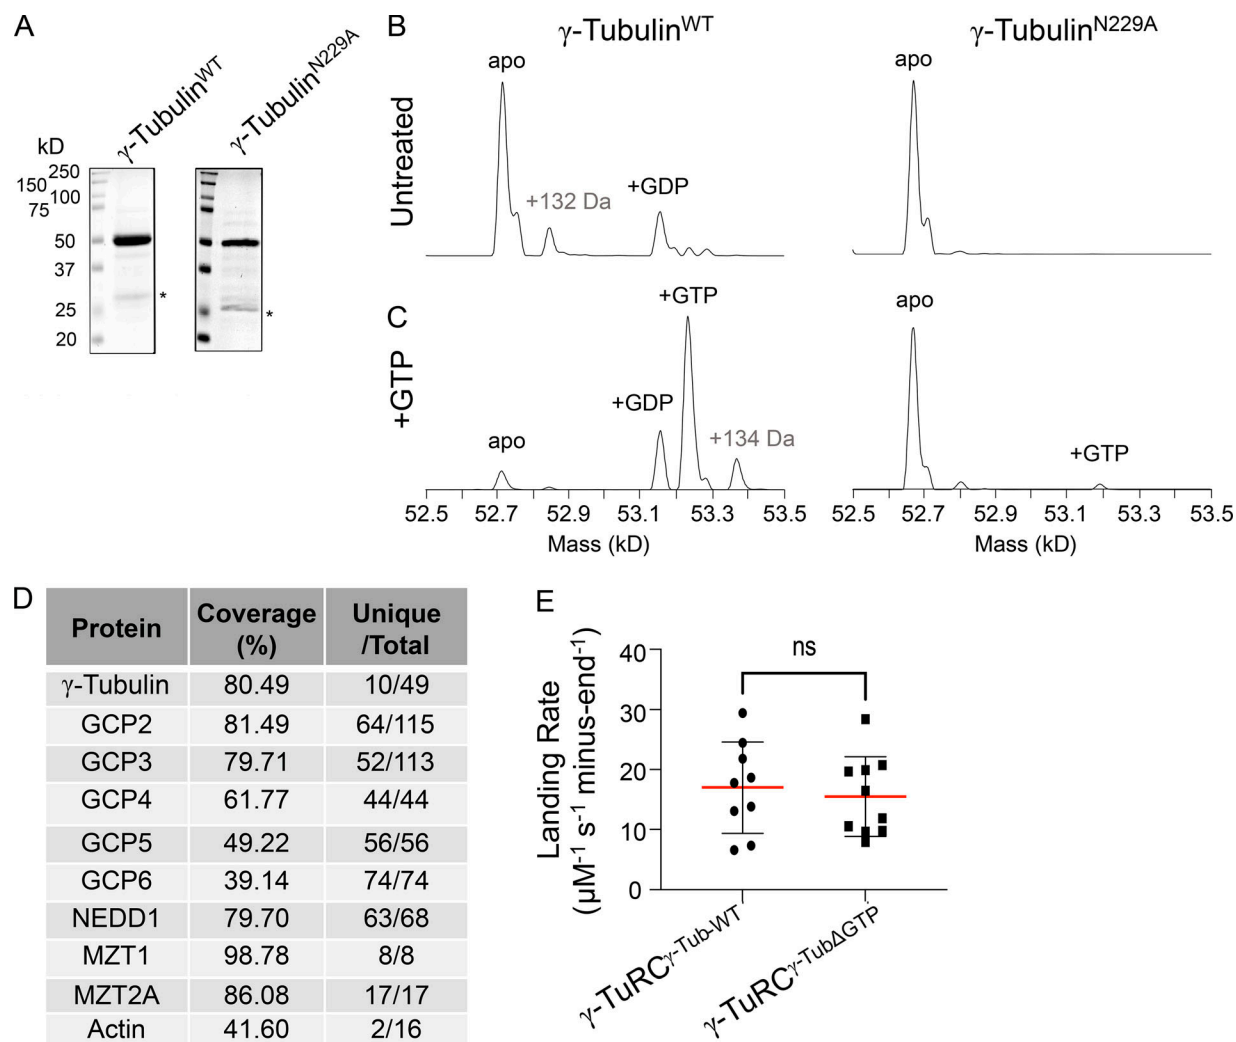 A
γ-Tubulin^WT
γ-Tubulin^N229A
kD
250
150
100
75
50
37
25
20
*
*
B
γ-Tubulin^WT
γ-Tubulin^N229A
Untreated
apo
+132 Da
+GDP
apo
C
+GTP
apo
+GDP
+GTP
+134 Da
apo
+GTP
52.5 52.7 52.9 53.1 53.3 53.5
Mass (kD)
52.5 52.7 52.9 53.1 53.3 53.5
Mass (kD)
D
Protein Coverage (%) Unique /Total
γ-Tubulin 80.49 10/49
GCP2 81.49 64/115
GCP3 79.71 52/113
GCP4 61.77 44/44
GCP5 49.22 56/56
GCP6 39.14 74/74
NEDD1 79.70 63/68
MZT1 98.78 8/8
MZT2A 86.08 17/17
Actin 41.60 2/16
E
Landing Rate
(μM⁻¹ s⁻¹ minus-end⁻¹)
40
30
20
10
0
ns
γ-TuRC^γ-Tub-WT
γ-TuRC^γ-TubΔGTP